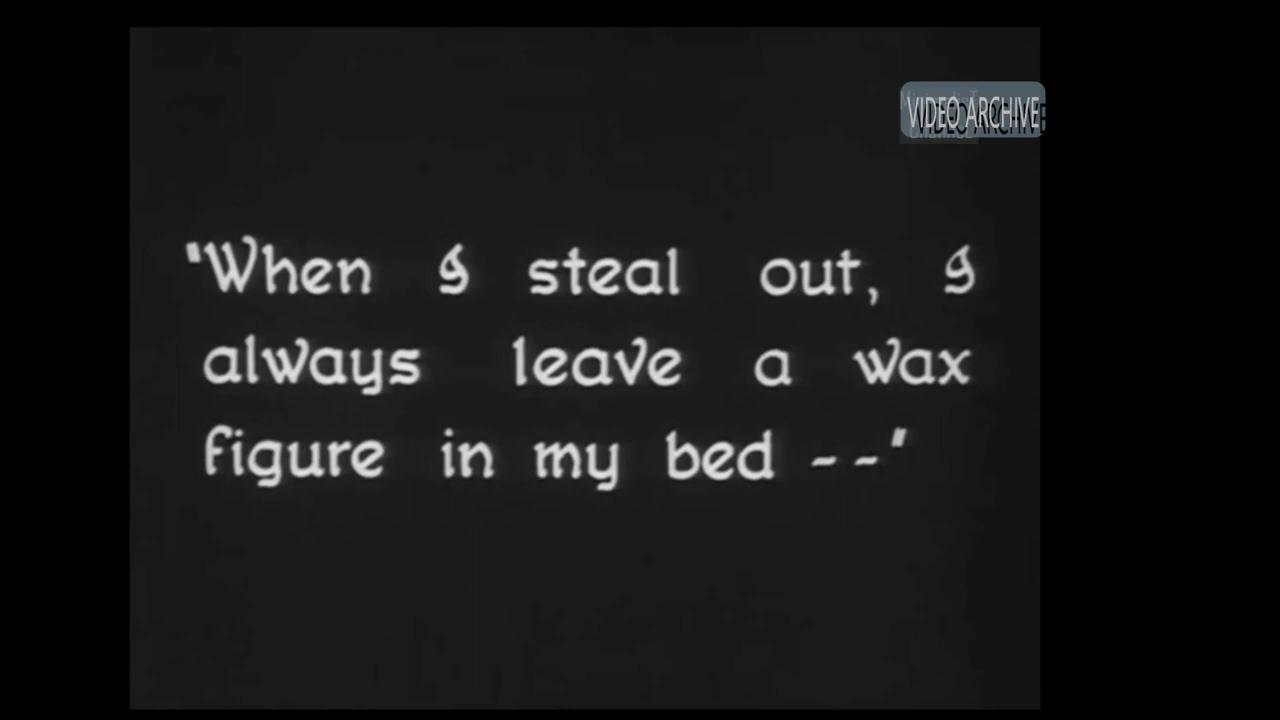 VIDEO ARCHIVE
"When I steal out, I
always leave a wax
figure in my bed --"